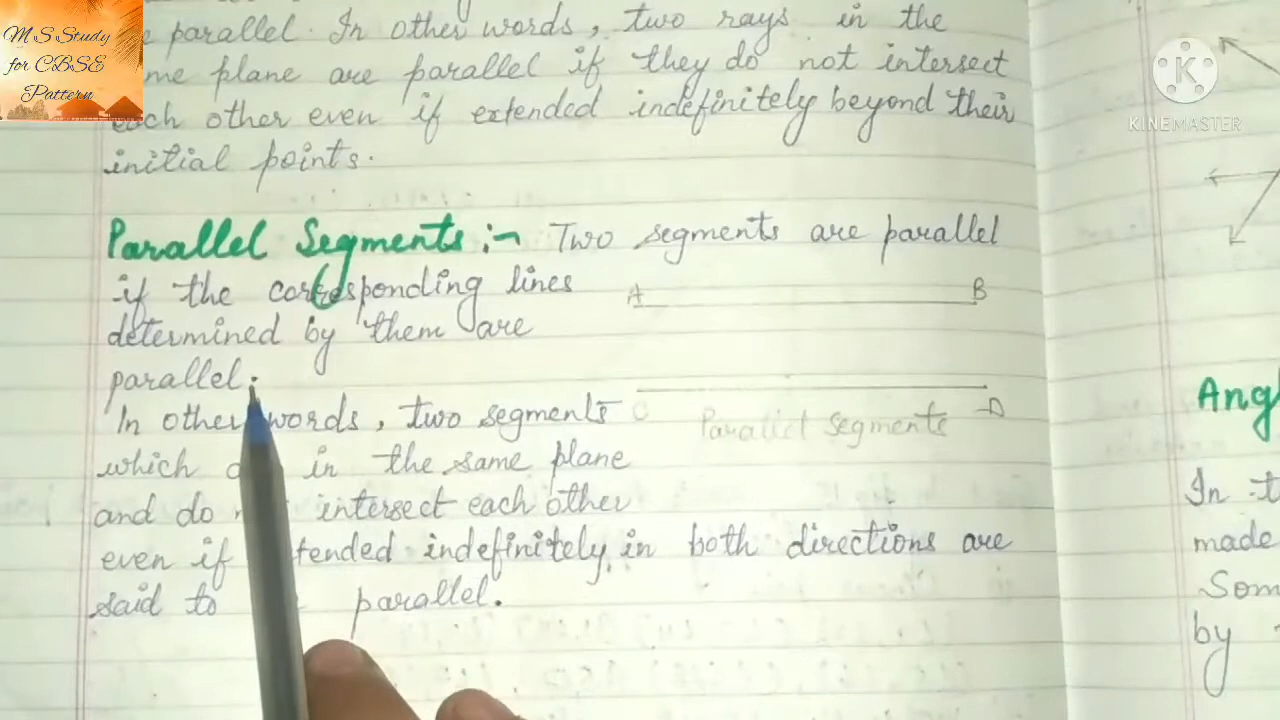 M S Study
for CBSE
Pattern
KINEMASTER
parallel. In other words, two rays in the
plane are parallel if they do not intersect
each other even if extended indefinitely beyond their
initial points.
Parallel Segments :- Two segments are parallel
if the corresponding lines
determined by them are
parallel.
A B
C D
Parallel Segments
In other words, two segments
which in the same plane
and do intersect each other
even if indefinitely in both directions are
said to parallel.
Ang
In
made
Som
by